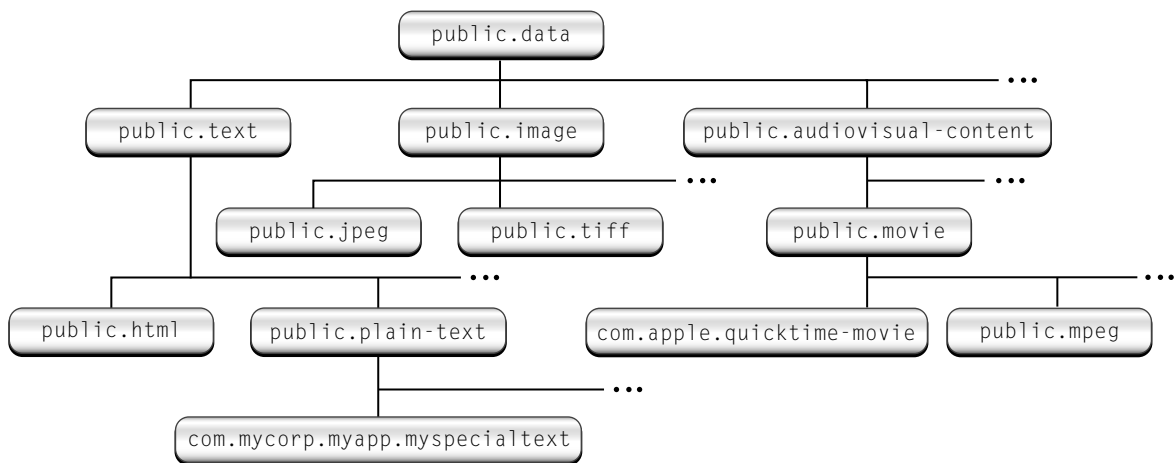 public.data
•••
public.text
public.image
public.audiovisual-content
•••
•••
public.jpeg
public.tiff
public.movie
•••
•••
public.html
public.plain-text
com.apple.quicktime-movie
public.mpeg
•••
com.mycorp.myapp.myspecialtext